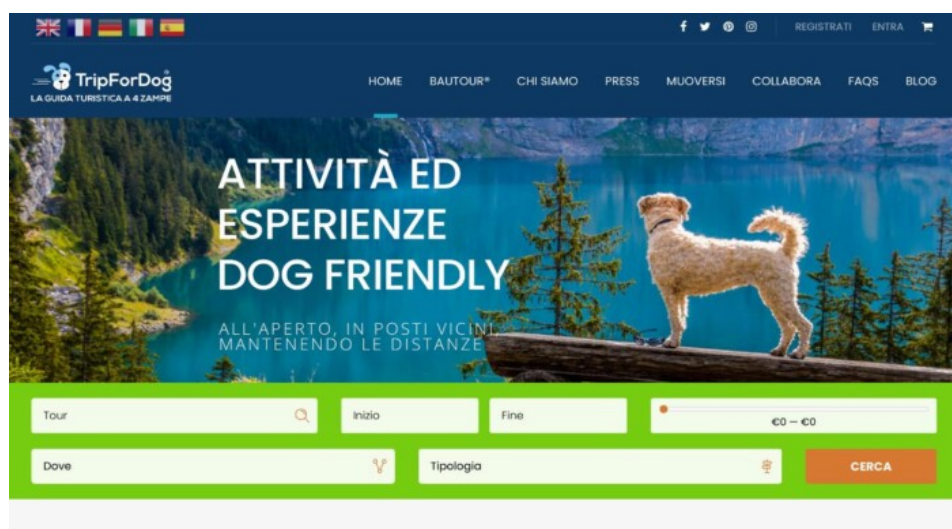 REGISTRATI ENTRA
TripForDog
LA GUIDA TURISTICA A 4 ZAMPE
HOME BAUTOUR® CHI SIAMO PRESS MUOVERSI COLLABORA FAQS BLOG
ATTIVITÀ ED
ESPERIENZE
DOG FRIENDLY
ALL'APERTO, IN POSTI VICINI,
MANTENENDO LE DISTANZE
Tour Inizio Fine
€0 — €0
Dove Tipologia CERCA